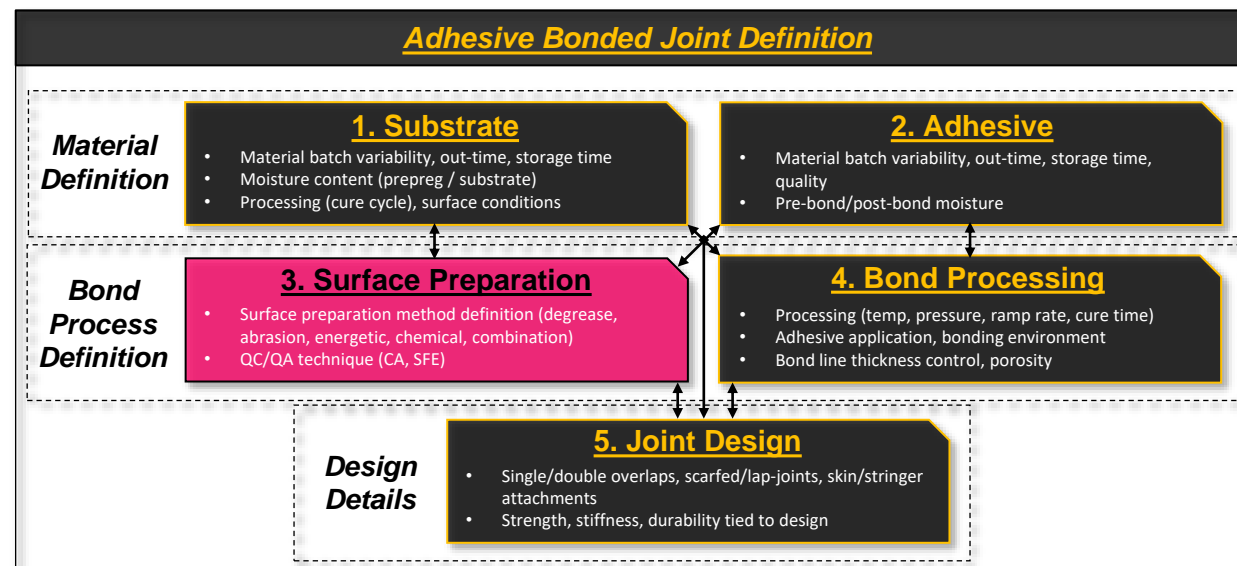 Adhesive Bonded Joint Definition
Material
Definition
1. Substrate
• Material batch variability, out-time, storage time
• Moisture content (prepreg / substrate)
• Processing (cure cycle), surface conditions
2. Adhesive
• Material batch variability, out-time, storage time,
quality
• Pre-bond/post-bond moisture
Bond
Process
Definition
3. Surface Preparation
• Surface preparation method definition (degrease,
abrasion, energetic, chemical, combination)
• QC/QA technique (CA, SFE)
4. Bond Processing
• Processing (temp, pressure, ramp rate, cure time)
• Adhesive application, bonding environment
• Bond line thickness control, porosity
Design
Details
5. Joint Design
• Single/double overlaps, scarfed/lap-joints, skin/stringer
attachments
• Strength, stiffness, durability tied to design